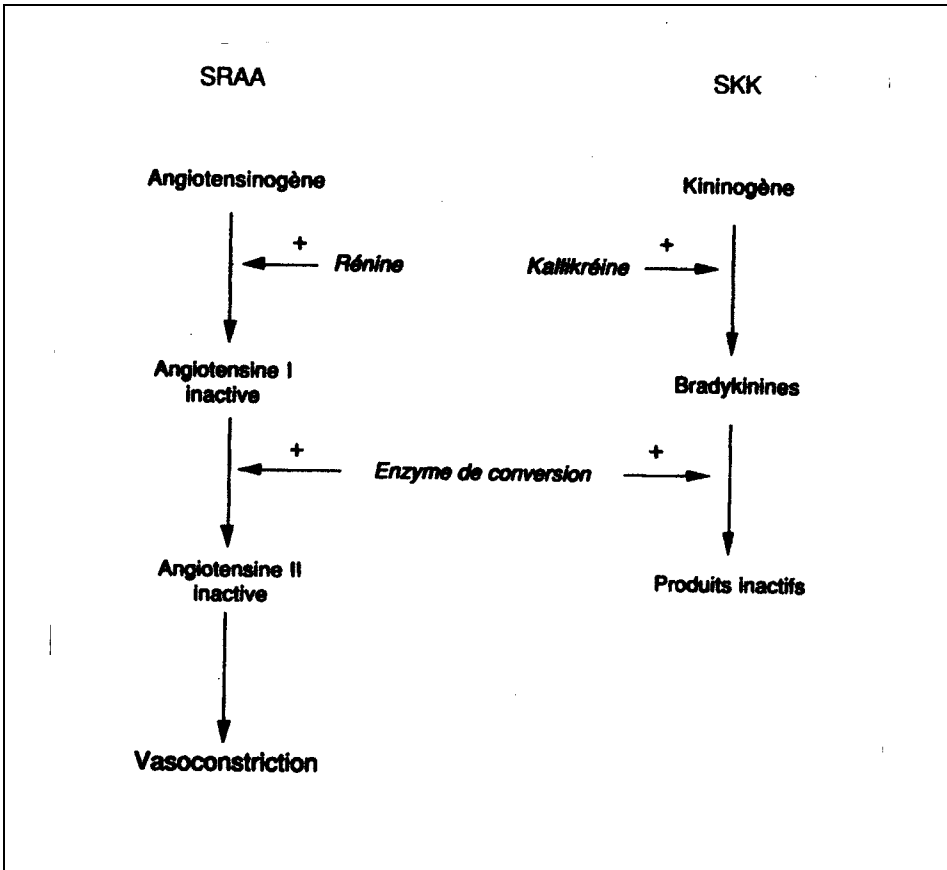 SRAA
SKK
Angiotensinogène
Kininogène
+
Rénine
Kallikréine
+
Angiotensine I
inactive
Bradykinines
+
Enzyme de conversion
+
Angiotensine II
inactive
Produits inactifs
Vasoconstriction